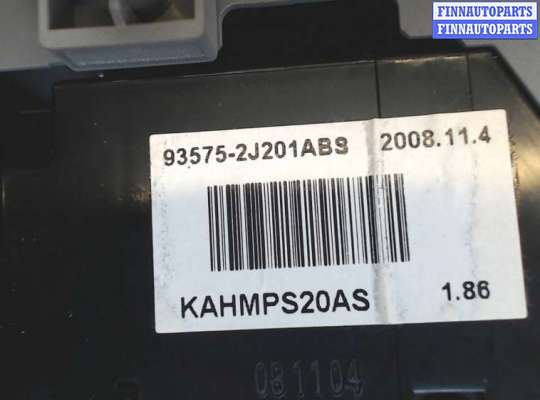 FINNAUTOPARTS
FINNAUTOPARTS
93575-2J201ABS 2008.11.4
KAHMPS20AS 1.86
081104